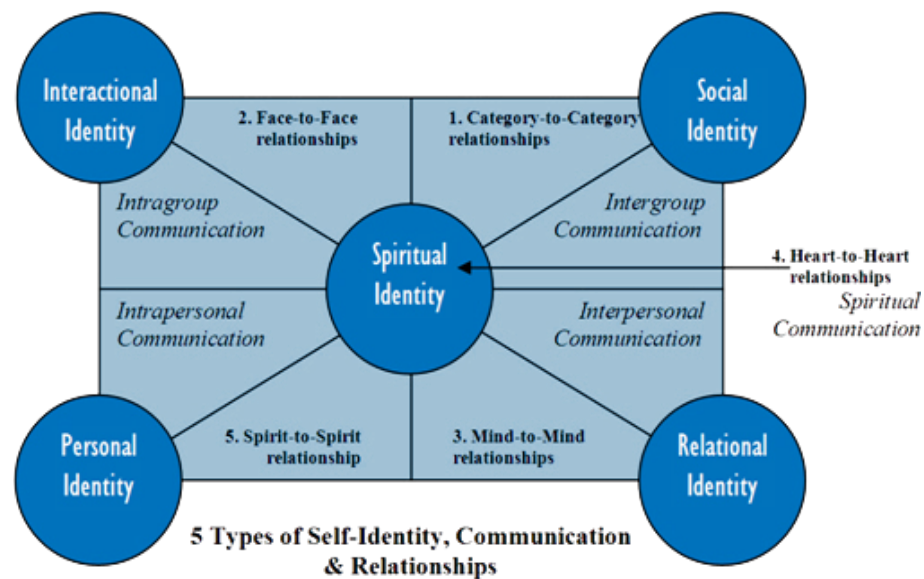 Interactional
Identity
2. Face-to-Face
relationships
1. Category-to-Category
relationships
Social
Identity
Intragroup
Communication
Intergroup
Communication
Spiritual
Identity
4. Heart-to-Heart
relationships
Spiritual
Communication
Intrapersonal
Communication
Interpersonal
Communication
Personal
Identity
5. Spirit-to-Spirit
relationship
3. Mind-to-Mind
relationships
Relational
Identity
5 Types of Self-Identity, Communication
& Relationships